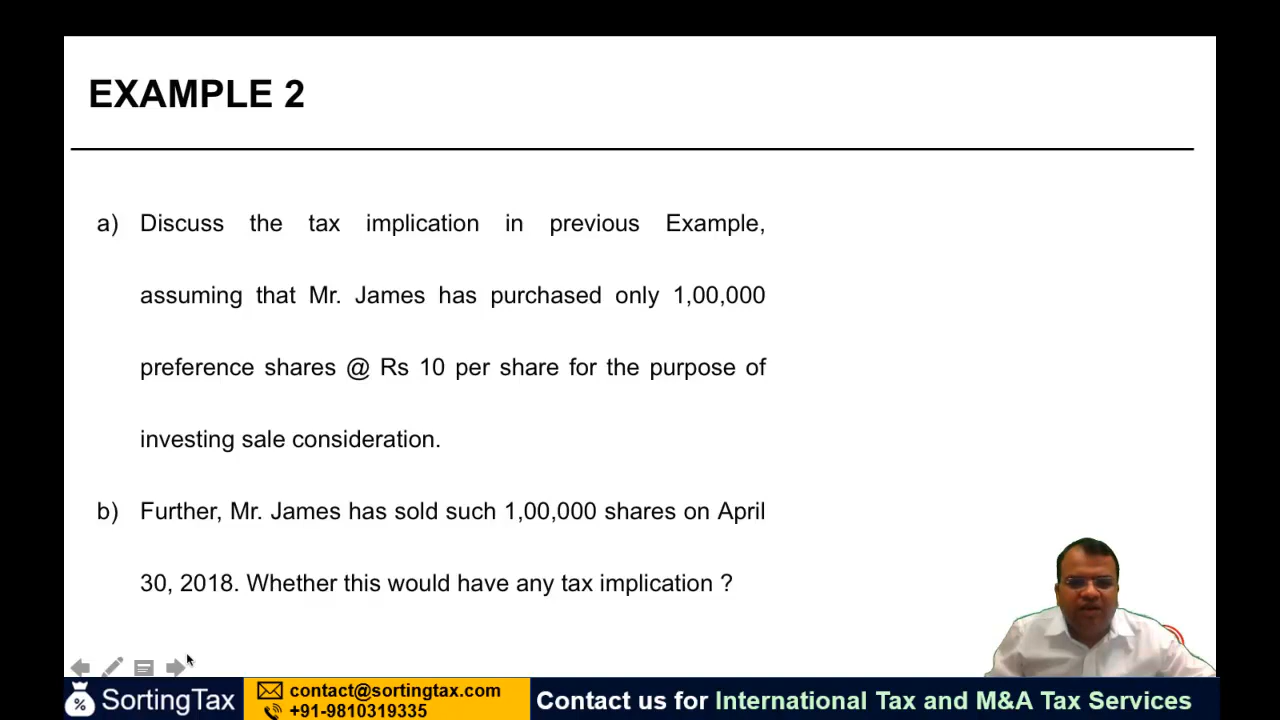 EXAMPLE 2
a) Discuss the tax implication in previous Example,
assuming that Mr. James has purchased only 1,00,000
preference shares @ Rs 10 per share for the purpose of
investing sale consideration.
b) Further, Mr. James has sold such 1,00,000 shares on April
30, 2018. Whether this would have any tax implication ?
% SortingTax
contact@sortingtax.com
+91-9810319335
Contact us for International Tax and M&A Tax Services